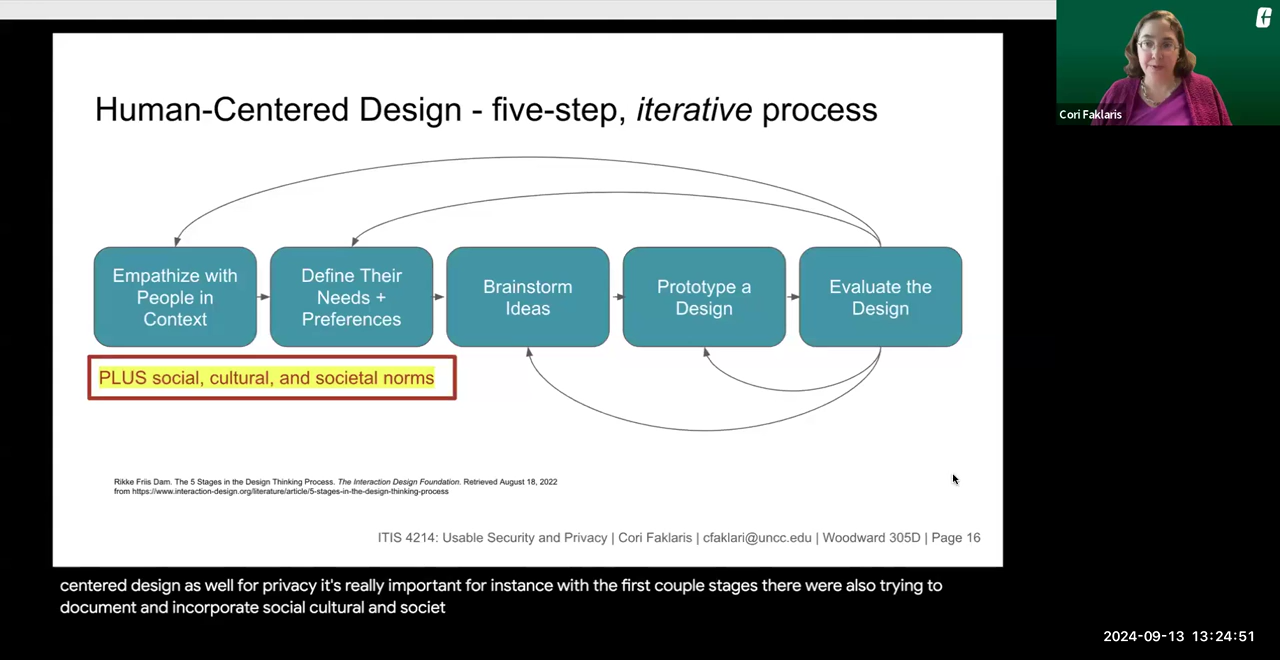 Human-Centered Design - five-step, iterative process
Empathize with
People in
Context
Define Their
Needs +
Preferences
Brainstorm
Ideas
Prototype a
Design
Evaluate the
Design
PLUS social, cultural, and societal norms
Rikke Friis Dam. The 5 Stages in the Design Thinking Process. The Interaction Design Foundation. Retrieved August 18, 2022
from https://www.interaction-design.org/literature/article/5-stages-in-the-design-thinking-process
ITIS 4214: Usable Security and Privacy | Cori Faklaris | cfaklari@uncc.edu | Woodward 305D | Page 16
Cori Faklaris
centered design as well for privacy it's really important for instance with the first couple stages there were also trying to
document and incorporate social cultural and societ
2024-09-13 13:24:51